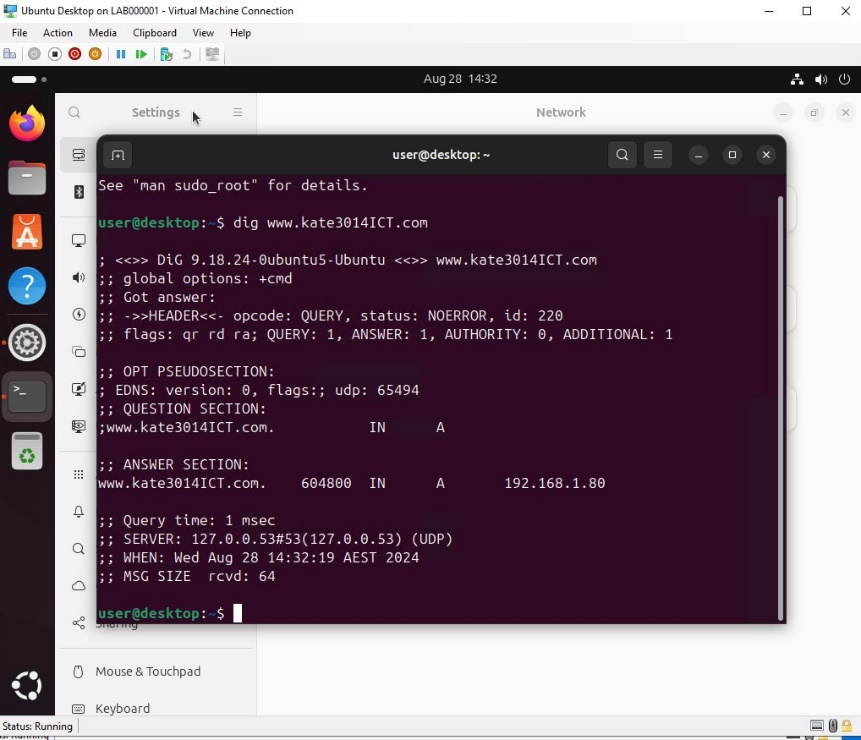 Ubuntu Desktop on LAB000001 - Virtual Machine Connection
File Action Media Clipboard View Help
Aug 28 14:32
Settings
Network
user@desktop: ~
See "man sudo_root" for details.
user@desktop:~$ dig www.kate3014ICT.com
; <<>> DiG 9.18.24-0ubuntu5-Ubuntu <<>> www.kate3014ICT.com
;; global options: +cmd
;; Got answer:
;; ->>HEADER<<- opcode: QUERY, status: NOERROR, id: 220
;; flags: qr rd ra; QUERY: 1, ANSWER: 1, AUTHORITY: 0, ADDITIONAL: 1
;; OPT PSEUDOSECTION:
; EDNS: version: 0, flags:; udp: 65494
;; QUESTION SECTION:
;www.kate3014ICT.com. IN A
;; ANSWER SECTION:
www.kate3014ICT.com. 604800 IN A 192.168.1.80
;; Query time: 1 msec
;; SERVER: 127.0.0.53#53(127.0.0.53) (UDP)
;; WHEN: Wed Aug 28 14:32:19 AEST 2024
;; MSG SIZE rcvd: 64
user@desktop:~$
Sharing
Mouse & Touchpad
Keyboard
Status: Running